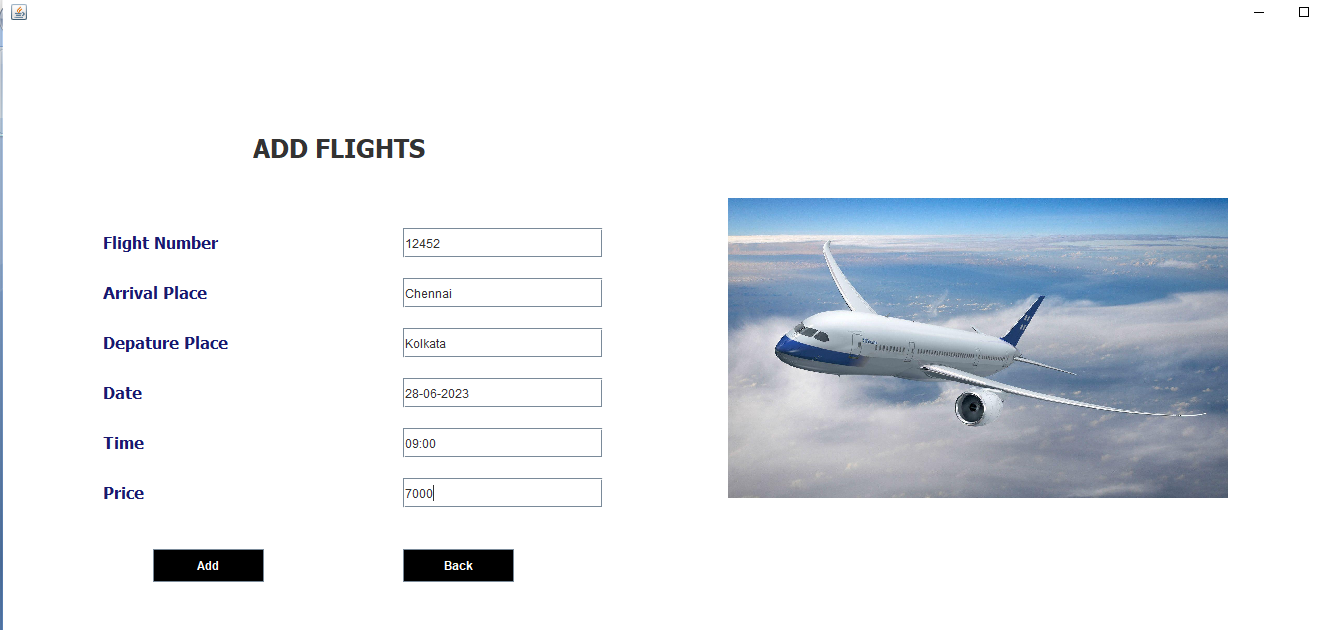 ADD FLIGHTS
Flight Number 12452
Arrival Place Chennai
Depature Place Kolkata
Date 28-06-2023
Time 09:00
Price 7000
Add Back